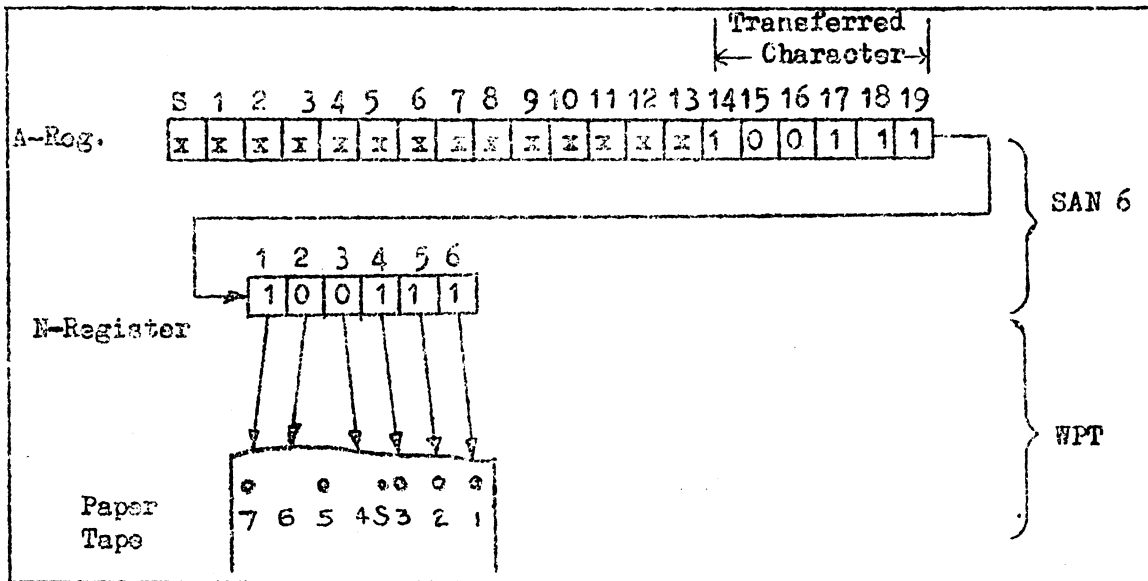 Transferred
Character
S 1 2 3 4 5 6 7 8 9 10 11 12 13 14 15 16 17 18 19
A-Reg. x x x x x x x x x x x x x x 1 0 0 1 1 1
SAN 6
1 2 3 4 5 6
1 0 0 1 1 1
N-Register
WPT
Paper
Tape
7 6 5 4 S 3 2 1